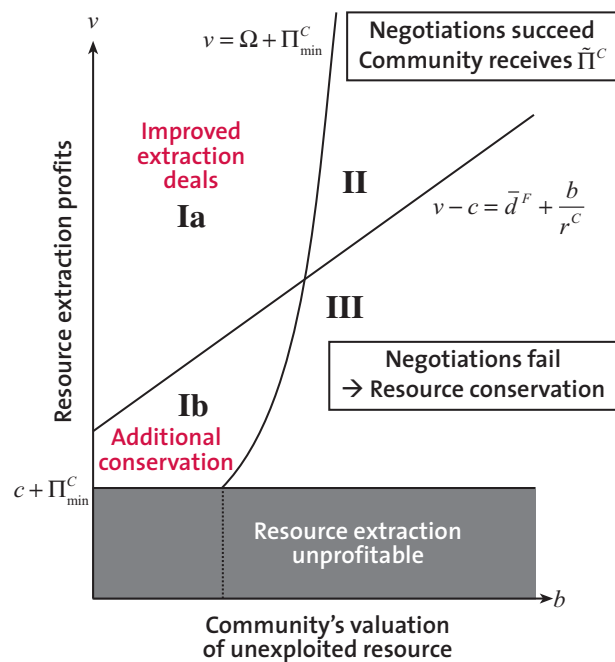 v
v = Ω + Π^C_min
Negotiations succeed
Community receives Π̃^C
Improved
extraction
deals
Ia
II
v − c = d̄^F + b/r^C
III
Resource extraction profits
Negotiations fail
→ Resource conservation
Ib
Additional
conservation
c + Π^C_min
Resource extraction
unprofitable
b
Community's valuation
of unexploited resource